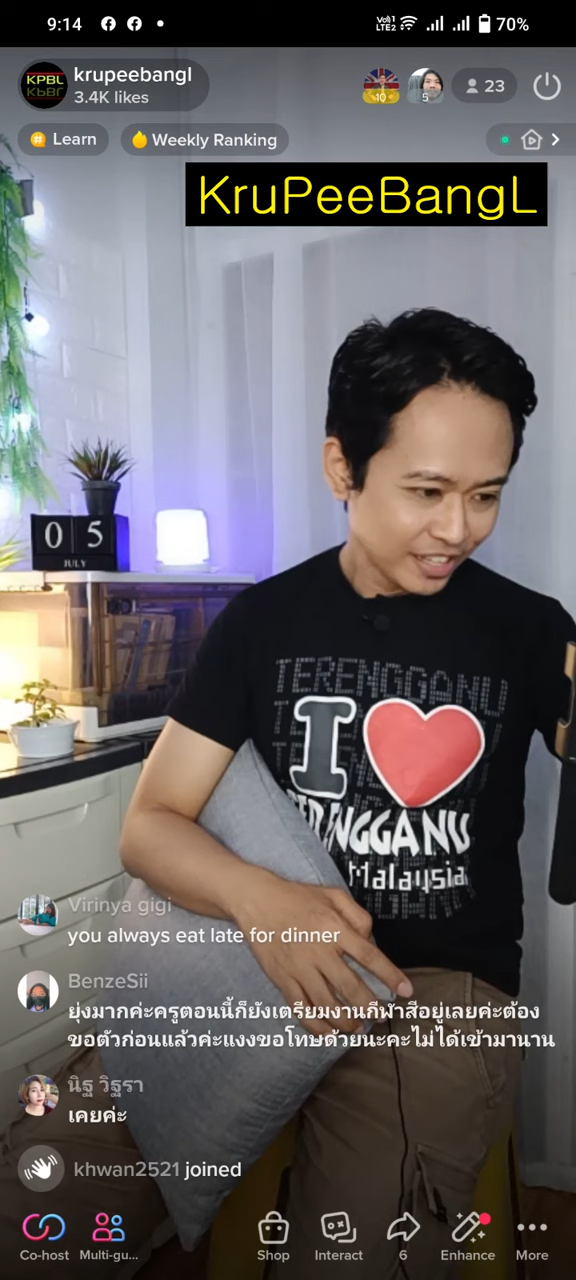 9:14
Vo1
LTE2
70%
KPBL
krupeebangl
3.4K likes
10
5
23
Learn
Weekly Ranking
KruPeeBangL
0 5
JULY
TERENGGANU
I
TERENGGANU
Malaysia
Virinya gigi
you always eat late for dinner
BenzeSii
ยุ่งมากค่ะครูตอนนี้ก็ยังเตรียมงานกีฬาสีอยู่เลยค่ะต้อง
ขอตัวก่อนแล้วค่ะแงงขอโทษด้วยนะคะไม่ได้เข้ามานาน
นิฐ วิฐรา
เคยค่ะ
khwan2521 joined
Co-host
Multi-gu...
Shop
Interact
6
Enhance
More